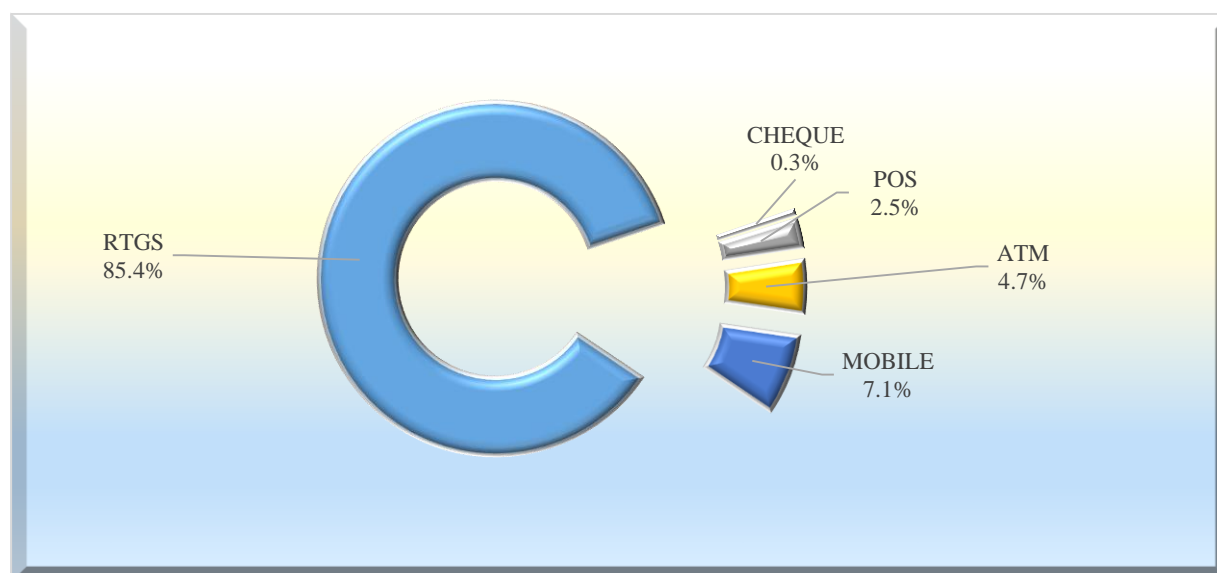 CHEQUE
0.3%
POS
2.5%
RTGS
85.4%
ATM
4.7%
MOBILE
7.1%